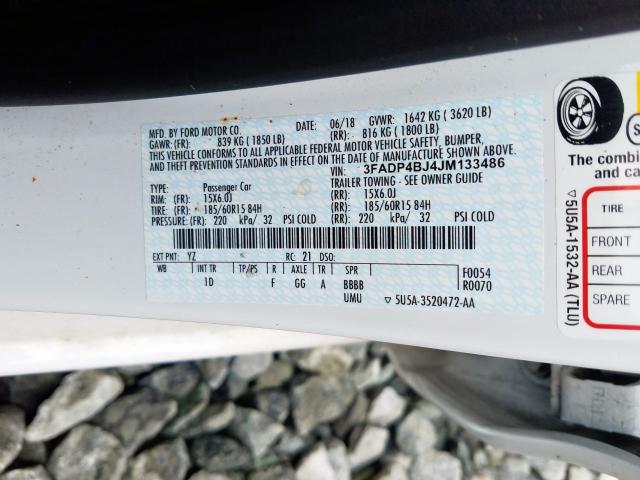 MFD. BY FORD MOTOR CO.
DATE: 06/18 GVWR: 1642 KG ( 3620 LB)
GAWR: (FR): 839 KG ( 1850 LB) (RR): 816 KG ( 1800 LB)
THIS VEHICLE CONFORMS TO ALL APPLICABLE FEDERAL MOTOR VEHICLE SAFETY, BUMPER,
AND THEFT PREVENTION STANDARDS IN EFFECT ON THE DATE OF MANUFACTURE SHOWN ABOVE.
VIN: 3FADP4BJ4JM133486
TYPE: Passenger Car TRAILER TOWING - SEE OWNER GUIDE
RIM: (FR): 15X6.0J (RR): 15X6.0J
TIRE: (FR): 185/60R15 84H (RR): 185/60R15 84H
PSR: (FR): 220 kPa/ 32 PSI COLD (RR): 220 kPa/ 32 PSI COLD
EXT PNT: YZ RC: 21 DSO:
WB INT TR TP/PS R AXLE TR SPR F0054
1D F GG A BBBB R0070
UMU ▽ 5U5A-3520472-AA
The combin
and ca
TIRE
FRONT
REAR
SPARE
▽5U5A-1532-AA (TLU)